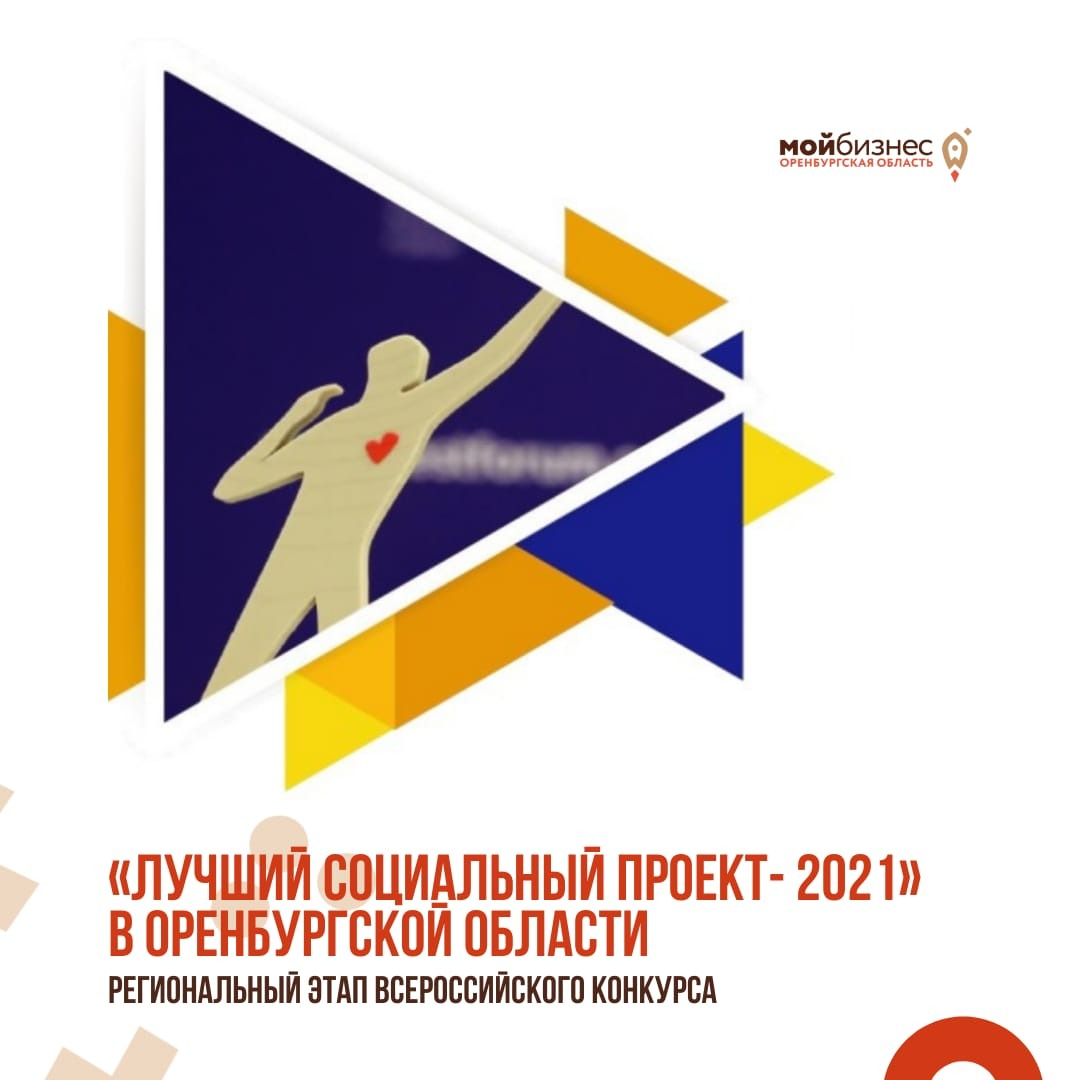 мойбизнес
ОРЕНБУРГСКАЯ ОБЛАСТЬ
«ЛУЧШИЙ СОЦИАЛЬНЫЙ ПРОЕКТ- 2021»
В ОРЕНБУРГСКОЙ ОБЛАСТИ
РЕГИОНАЛЬНЫЙ ЭТАП ВСЕРОССИЙСКОГО КОНКУРСА